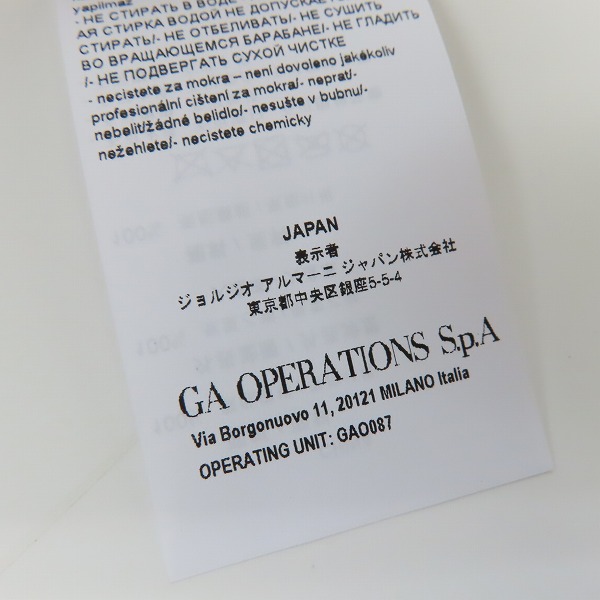 yapilmaz
- НЕ СТИРАТЬ В ВОДЕ
АЯ СТИРКА ВОДОЙ НЕ ДОПУСКАЕТ
СТИРАТЬ/- НЕ ОТБЕЛИВАТЬ/- НЕ СУШИТЬ
ВО ВРАЩАЮЩЕМСЯ БАРАБАНЕ/- НЕ ГЛАДИТЬ
/- НЕ ПОДВЕРГАТЬ СУХОЙ ЧИСТКЕ
- necistete za mokra – není dovoleno jakékoliv
profesionální cištení za mokra/- neprat/-
nebelit/žádné belidlo/- nesušte v bubnu/-
nežehlete/- necistete chemicky
JAPAN
表示者
ジョルジオ アルマーニ ジャパン株式会社
東京都中央区銀座5-5-4
GA OPERATIONS S.p.A
Via Borgonuovo 11, 20121 MILANO Italia
OPERATING UNIT: GAO087